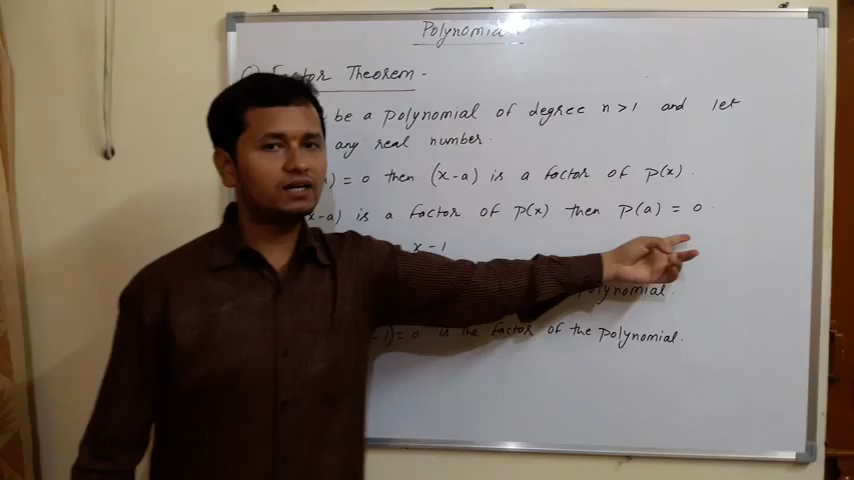 Polynomial
Factor Theorem -
be a polynomial of degree n > 1 and let
any real number.
) = 0 then (x-a) is a factor of p(x).
x-a) is a factor of p(x) then p(a) = 0.
x-1
polynomial.
-1)=0 is the factor of the polynomial.